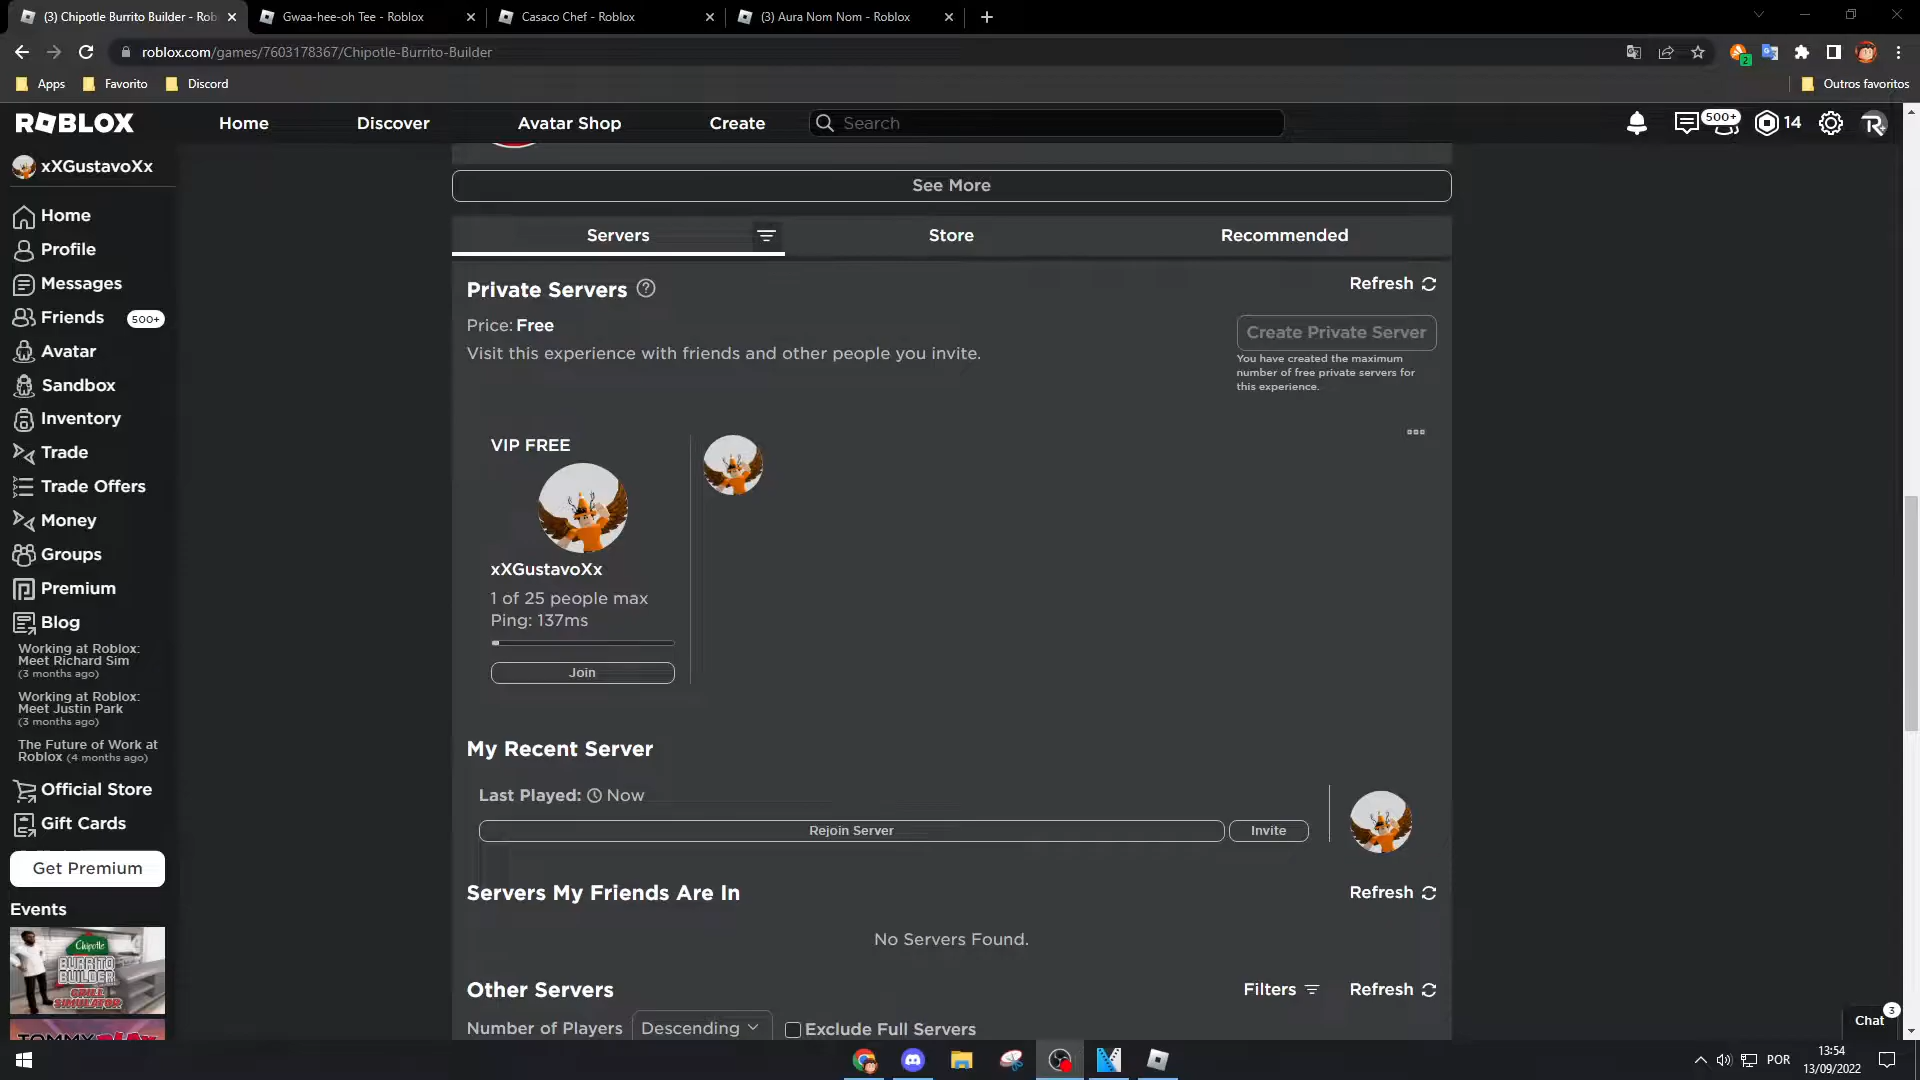 (3) Chipotle Burrito Builder - Rob
Gwaa-hee-oh Tee - Roblox
Casaco Chef - Roblox
(3) Aura Nom Nom - Roblox
roblox.com/games/7603178367/Chipotle-Burrito-Builder
2
Apps
Favorito
Discord
Outros favoritos
ROBLOX
Home
Discover
Avatar Shop
Create
Search
500+
14
xXGustavoXx
Home
Profile
Messages
Friends
500+
Avatar
Sandbox
Inventory
Trade
Trade Offers
Money
Groups
Premium
Blog
Working at Roblox:
Meet Richard Sim
(3 months ago)
Working at Roblox:
Meet Justin Park
(3 months ago)
The Future of Work at
Roblox (4 months ago)
Official Store
Gift Cards
Get Premium
Events
Chipotle
BURRITO
BUILDER
GRILL
SIMULATOR
See More
Servers
Store
Recommended
Private Servers
Refresh
Price: Free
Visit this experience with friends and other people you invite.
Create Private Server
You have created the maximum
number of free private servers for
this experience.
VIP FREE
xXGustavoXx
1 of 25 people max
Ping: 137ms
Join
My Recent Server
Last Played: Now
Rejoin Server
Invite
Servers My Friends Are In
Refresh
No Servers Found.
Other Servers
Filters
Refresh
Number of Players
Descending
Exclude Full Servers
Chat
3
POR
13:54
13/09/2022